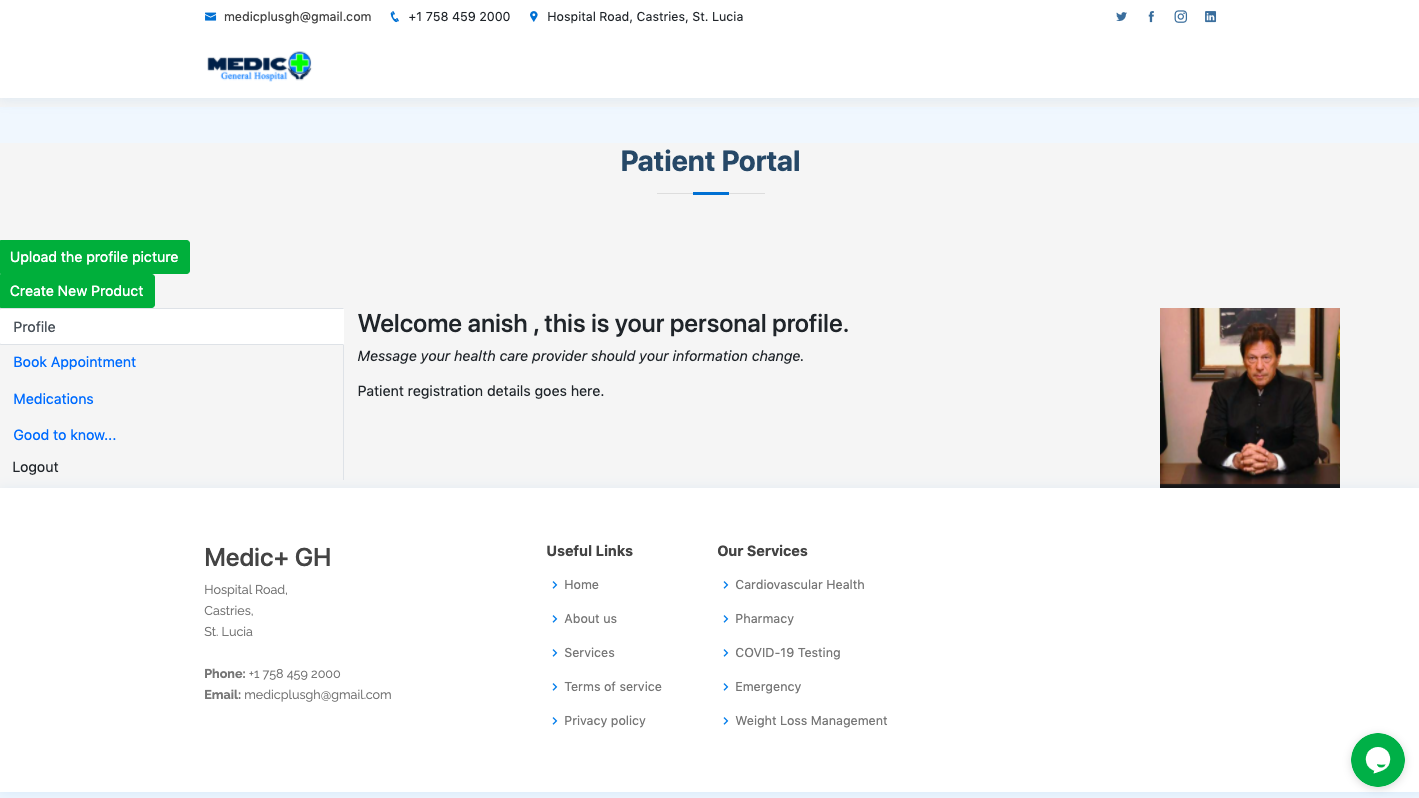 medicplusgh@gmail.com +1 758 459 2000 Hospital Road, Castries, St. Lucia
MEDIC
General Hospital
Patient Portal
Upload the profile picture
Create New Product
Profile
Book Appointment
Medications
Good to know...
Logout
Welcome anish , this is your personal profile.
Message your health care provider should your information change.
Patient registration details goes here.
Medic+ GH
Hospital Road,
Castries,
St. Lucia
Phone: +1 758 459 2000
Email: medicplusgh@gmail.com
Useful Links
Home
About us
Services
Terms of service
Privacy policy
Our Services
Cardiovascular Health
Pharmacy
COVID-19 Testing
Emergency
Weight Loss Management